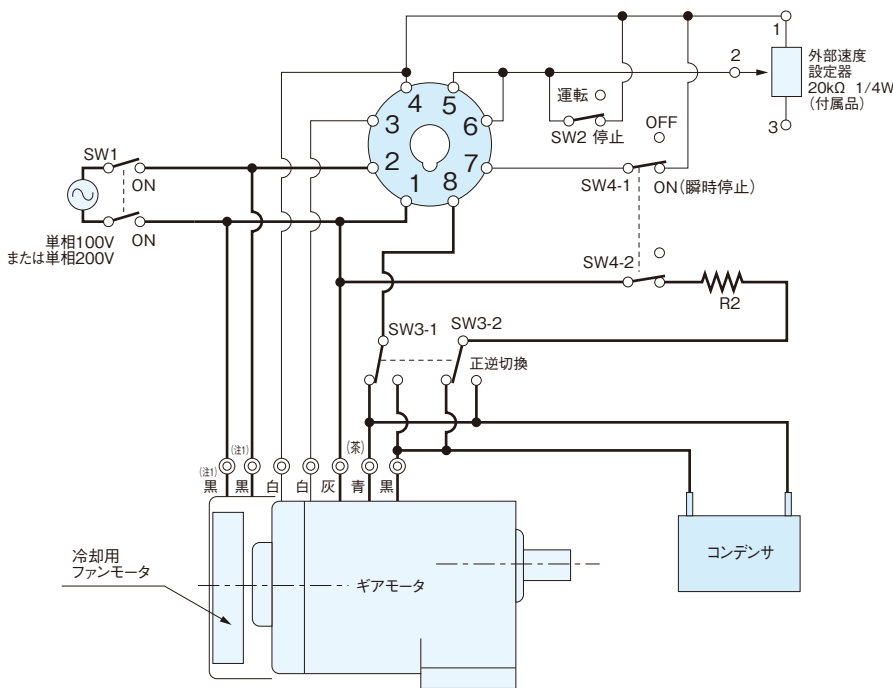 1
外部速度
設定器
20kΩ 1/4W
(付属品)
2
3
運転
SW2 停止
OFF
4
5
3
6
2
7
1
8
SW1
ON
ON
単相100V
または単相200V
SW4-1
ON(瞬時停止)
SW4-2
R2
SW3-1
SW3-2
正逆切換
(注1)
(注1)
(茶)
黒
黒
白
白
灰
青
黒
コンデンサ
冷却用
ファンモータ
ギアモータ